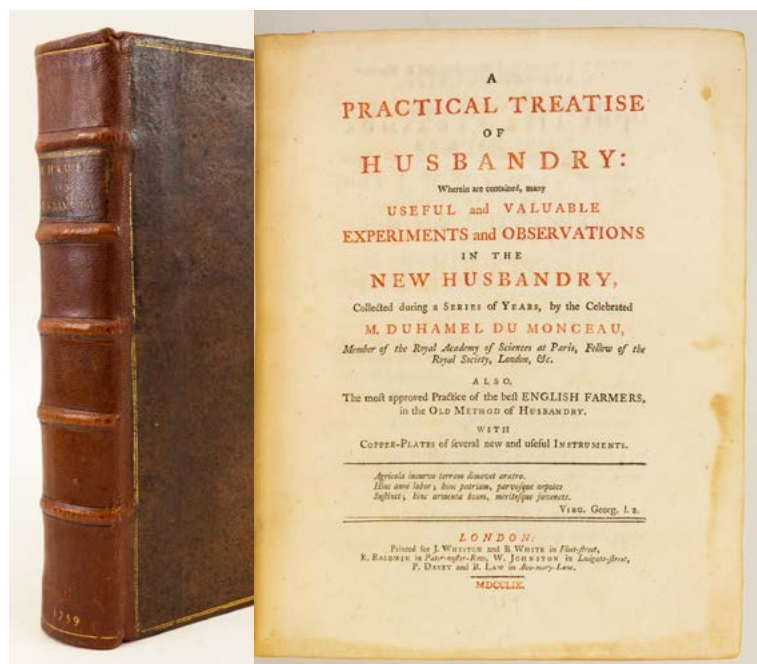 HAMEL
ON
HUSBANDRY
1759
A
PRACTICAL TREATISE
OF
HUSBANDRY:
Wherein are contained, many
USEFUL and VALUABLE
EXPERIMENTS and OBSERVATIONS
IN THE
NEW HUSBANDRY,
Collected during a SERIES of YEARS, by the Celebrated
M. DUHAMEL DU MONCEAU,
Member of the Royal Academy of Sciences at Paris, Fellow of the
Royal Society, London, &c.
ALSO,
The most approved Practice of the best ENGLISH FARMERS,
in the OLD METHOD of HUSBANDRY.
WITH
COPPER-PLATES of several new and useful INSTRUMENTS.
Agricola incurvo terram dimovet aratro.
Hinc anni labor; hinc patriam, parvosque nepotes
Sustinet; hinc armenta boum, meritosque juvencos.
VIRG. Georg. l. 2.
LONDON:
Printed for J. WHISTON and B. WHITE in Fleet-street,
R. BALDWIN in Pater-noster-Row, W. JOHNSTON in Ludgate-street,
P. DAVEY and B. LAW in Ave-mary-Lane.
MDCCLIX.